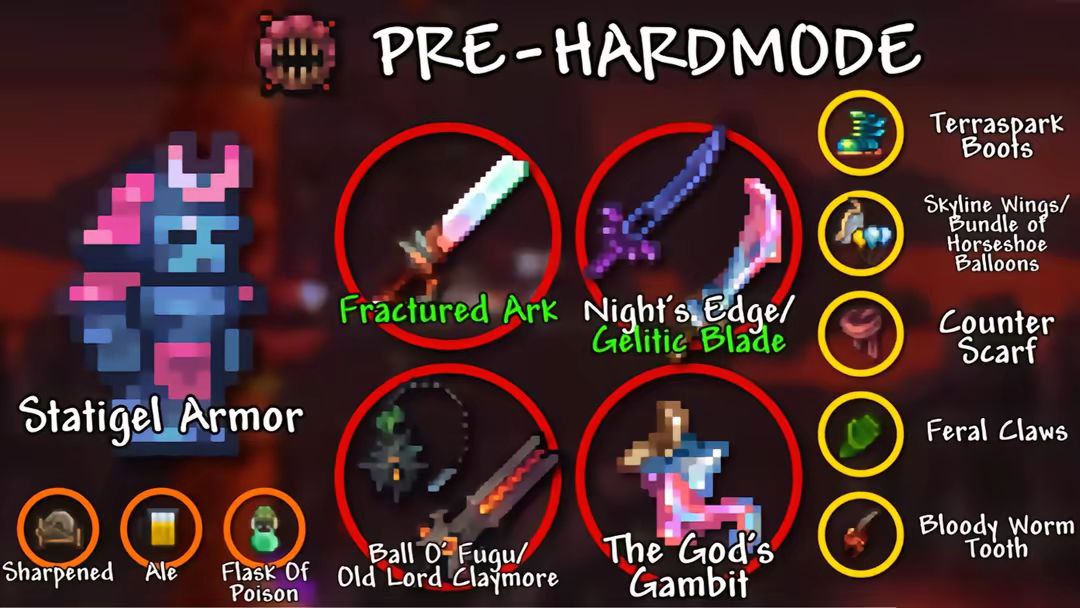 PRE-HARDMODE
Statigel Armor
Sharpened
Ale
Flask Of
Poison
Fractured Ark
Night's Edge/
Gelitic Blade
Ball O' Fugu/
Old Lord Claymore
The God's
Gambit
Terraspark
Boots
Skyline Wings/
Bundle of
Horseshoe
Balloons
Counter
Scarf
Feral Claws
Bloody Worm
Tooth